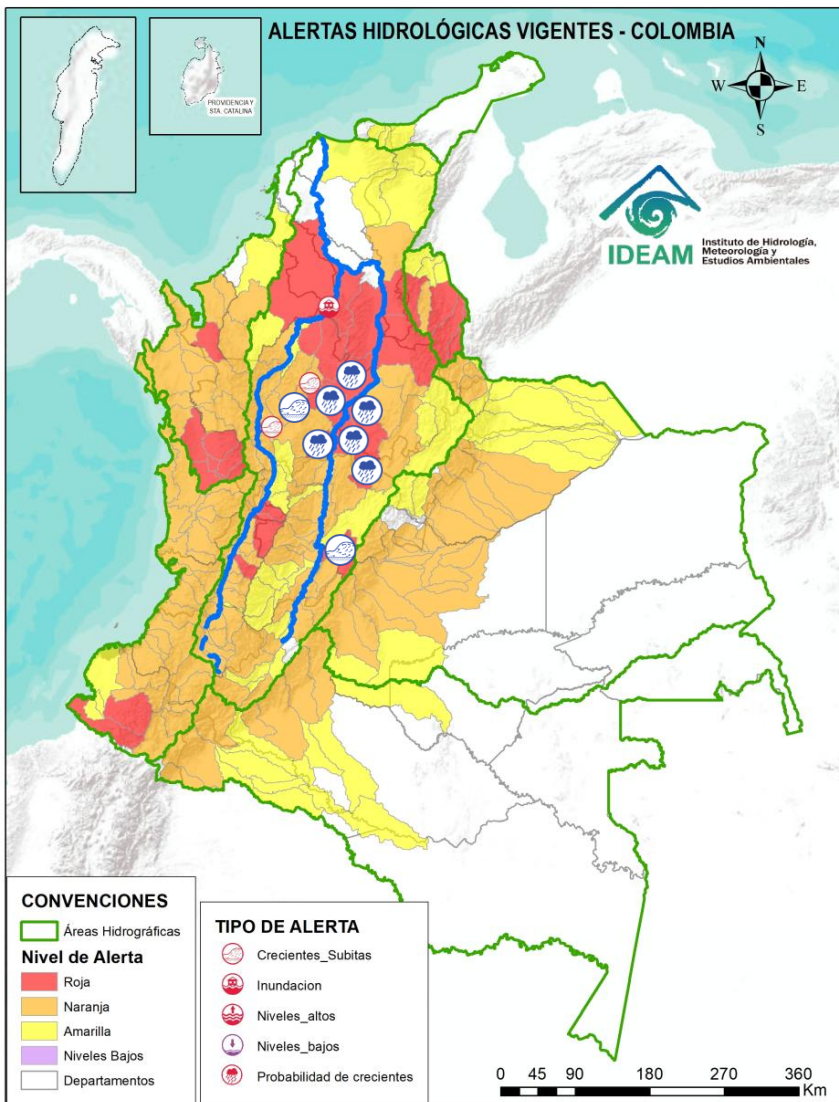 ALERTAS HIDROLÓGICAS VIGENTES - COLOMBIA
PROVIDENCIA Y
STA. CATALINA
N
W
E
S
IDEAM
Instituto de Hidrología,
Meteorología y
Estudios Ambientales
CONVENCIONES
Áreas Hidrográficas
Nivel de Alerta
Roja
Naranja
Amarilla
Niveles Bajos
Departamentos
TIPO DE ALERTA
Crecientes_Subitas
Inundacion
Niveles_altos
Niveles_bajos
Probabilidad de crecientes
0 45 90 180 270 360
Km